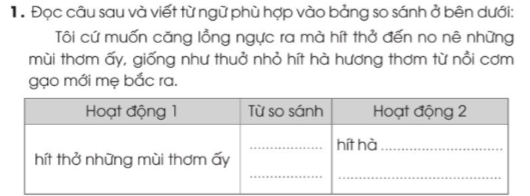 1. Đọc câu sau và viết từ ngữ phù hợp vào bảng so sánh ở bên dưới:
Tôi cứ muốn căng lồng ngực ra mà hít thở đến no nê những
mùi thơm ấy, giống như thuở nhỏ hít hà hương thơm từ nồi cơm
gạo mới mẹ bắc ra.
Hoạt động 1 Từ so sánh Hoạt động 2
hít thở những mùi thơm ấy ................ hít hà ............................
................ ........................................